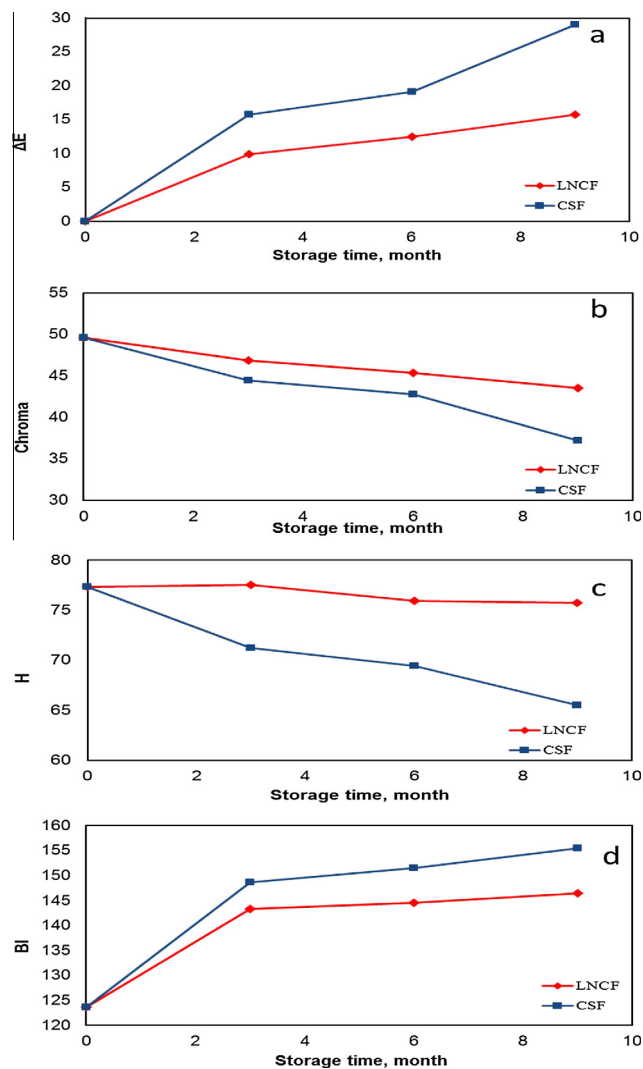 a
30
25
20
15
10
5
0
ΔE
LNCF
CSF
0 2 4 6 8 10
Storage time, month
b
55
50
45
40
35
30
Chroma
LNCF
CSF
0 2 4 6 8 10
Storage time, month
c
80
75
70
65
60
H
LNCF
CSF
0 2 4 6 8 10
Storage time, month
d
160
155
150
145
140
135
130
125
120
BI
LNCF
CSF
0 2 4 6 8 10
Storage time, month